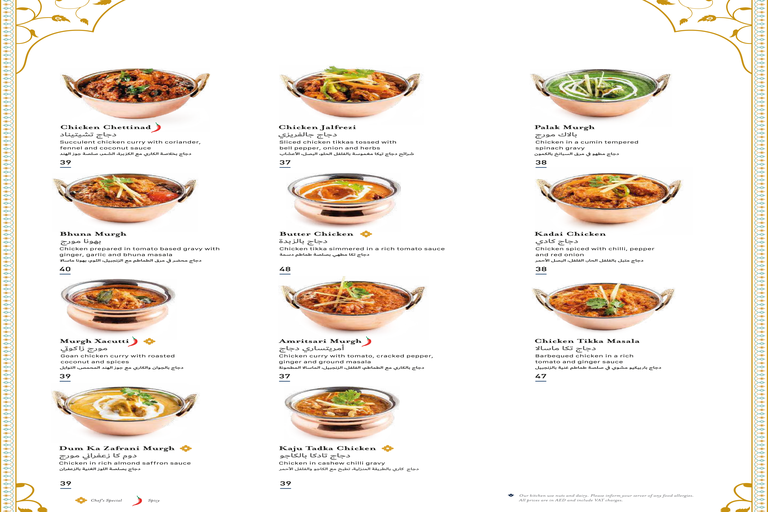 Chicken Chettinad
دجاج تشيتيناد
Succulent chicken curry with coriander,
fennel and coconut sauce
دجاج بخلاصة الكاري مع الكزبرة، الشمر، صلصة جوز الهند
39
Chicken Jalfrezi
دجاج جالفريزي
Sliced chicken tikkas tossed with
bell pepper, onion and herbs
شرائح دجاج تيكا مغموسة بالفلفل الحلو، البصل، الأعشاب
37
Palak Murgh
بالاك مورج
Chicken in a cumin tempered
spinach gravy
دجاج مطهو في مرق السبانخ بالكمون
38
Bhuna Murgh
بهونا مورج
Chicken prepared in tomato based gravy with
ginger, garlic and bhuna masala
دجاج محضر في مرق الطماطم مع الزنجبيل، الثوم، بهونا ماسالا
40
Butter Chicken
دجاج بالزبدة
Chicken tikka simmered in a rich tomato sauce
دجاج تكا مطهي بصلصة طماطم دسمة
48
Kadai Chicken
دجاج كادي
Chicken spiced with chilli, pepper
and red onion
دجاج متبل بالفلفل الحار، الفلفل، البصل الأحمر
38
Murgh Xacutti
مورج زاكوتي
Goan chicken curry with roasted
coconut and spices
دجاج بالجوان والكاري مع جوز الهند المحمص، التوابل
39
Amritsari Murgh
أمريتساري دجاج
Chicken curry with tomato, cracked pepper,
ginger and ground masala
دجاج بالكاري مع الطماطم، الفلفل، الزنجبيل، الماسالا المطحونة
37
Chicken Tikka Masala
دجاج تكا ماسالا
Barbequed chicken in a rich
tomato and ginger sauce
دجاج باربيكيو مشوي في صلصة طماطم غنية بالزنجبيل
47
Dum Ka Zafrani Murgh
دوم كا زعفراني مورج
Chicken in rich almond saffron sauce
دجاج بصلصة اللوز الغنية بالزعفران
39
Kaju Tadka Chicken
دجاج تادكا بالكاجو
Chicken in cashew chilli gravy
دجاج كاري بالطريقة المنزلية، تطبخ مع الكاجو والفلفل الأحمر
39
Chef's Special
Spicy
Our kitchen use nuts and dairy. Please inform your server of any food allergies.
All prices are in AED and include VAT charges.